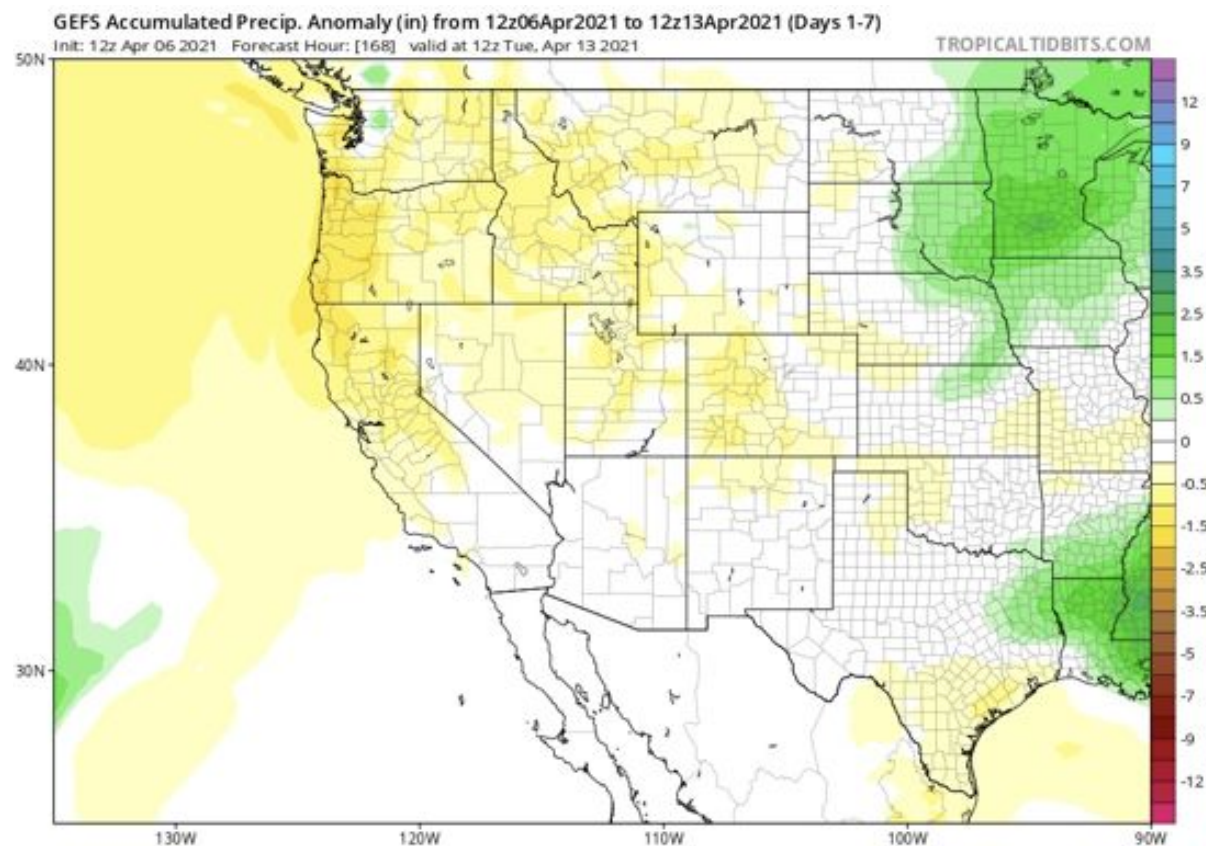 GEFS Accumulated Precip. Anomaly (in) from 12z06Apr2021 to 12z13Apr2021 (Days 1-7)
Init: 12z Apr 06 2021 Forecast Hour: [168] valid at 12z Tue, Apr 13 2021
TROPICALTIDBITS.COM
50N
40N
30N
130W
120W
110W
100W
90W
12
9
7
5
3.5
2.5
1.5
0.5
0
-0.5
-1.5
-2.5
-3.5
-5
-7
-9
-12